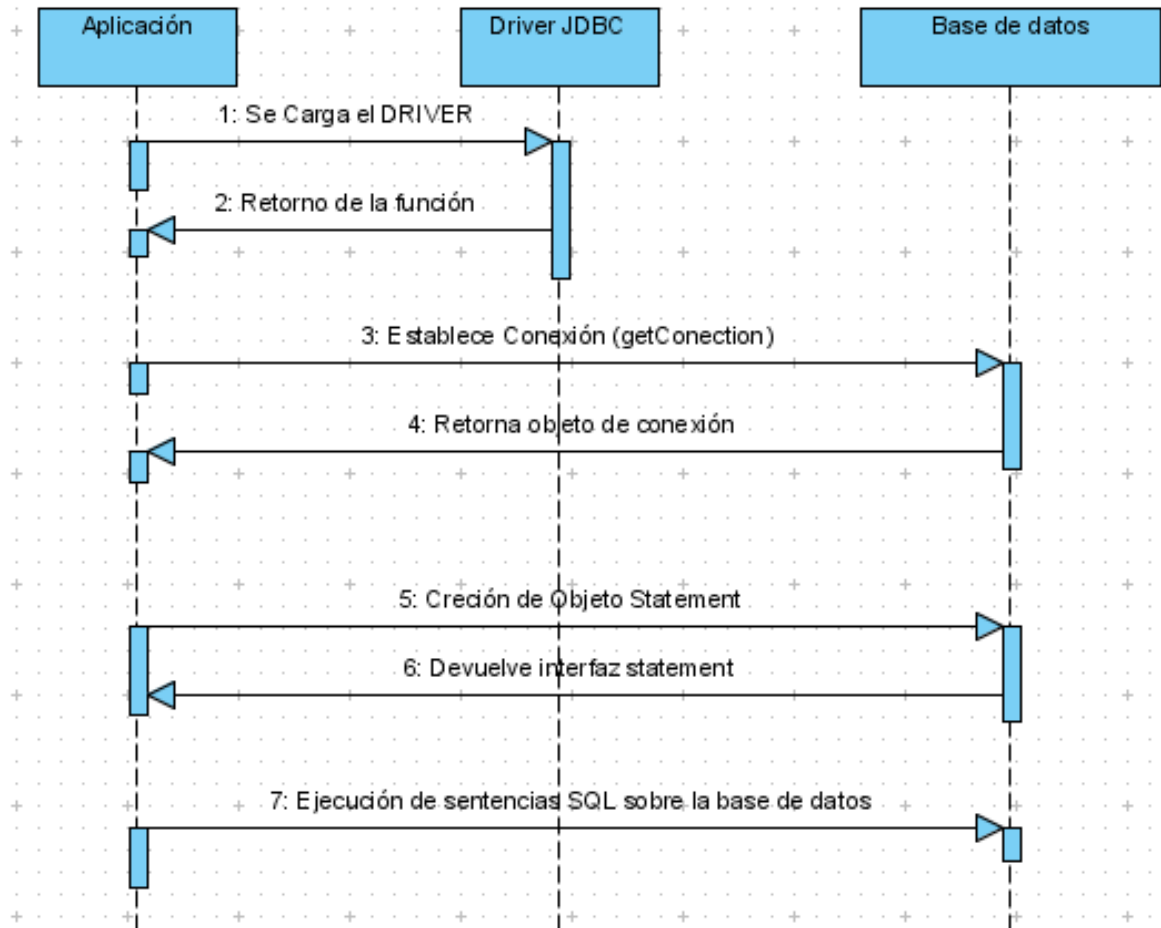 Aplicación
Driver JDBC
Base de datos
1: Se Carga el DRIVER
2: Retorno de la función
3: Establece Conexión (getConection)
4: Retorna objeto de conexión
5: Creción de Objeto Statement
6: Devuelve interfaz statement
7: Ejecución de sentencias SQL sobre la base de datos